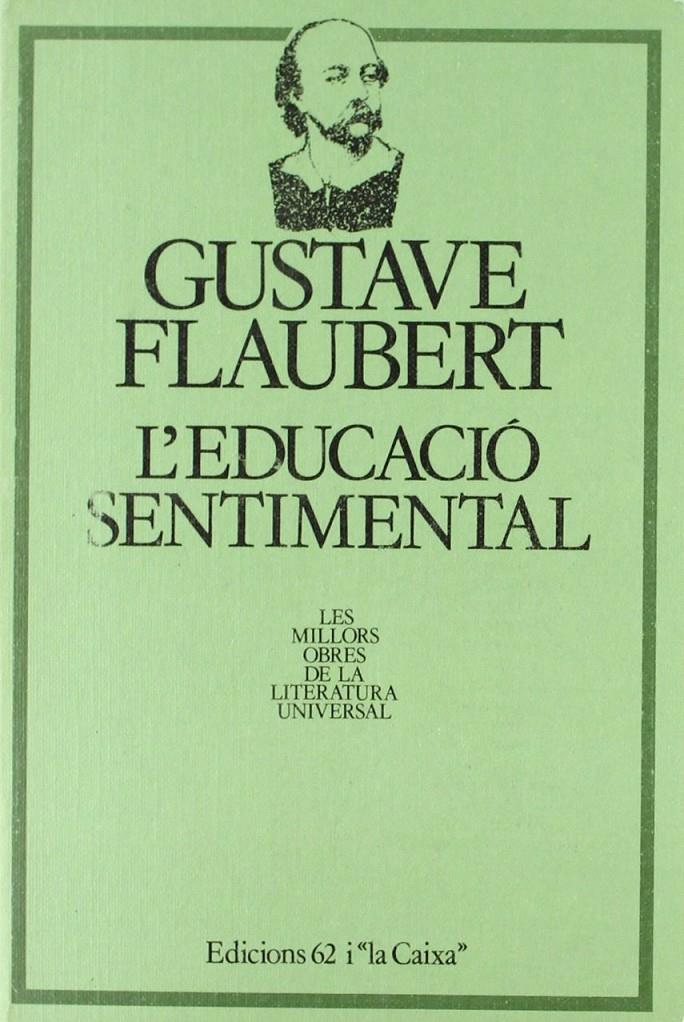 GUSTAVE
FLAUBERT
L'EDUCACIÓ
SENTIMENTAL
LES
MILLORS
OBRES
DE LA
LITERATURA
UNIVERSAL
Edicions 62 i «la Caixa»